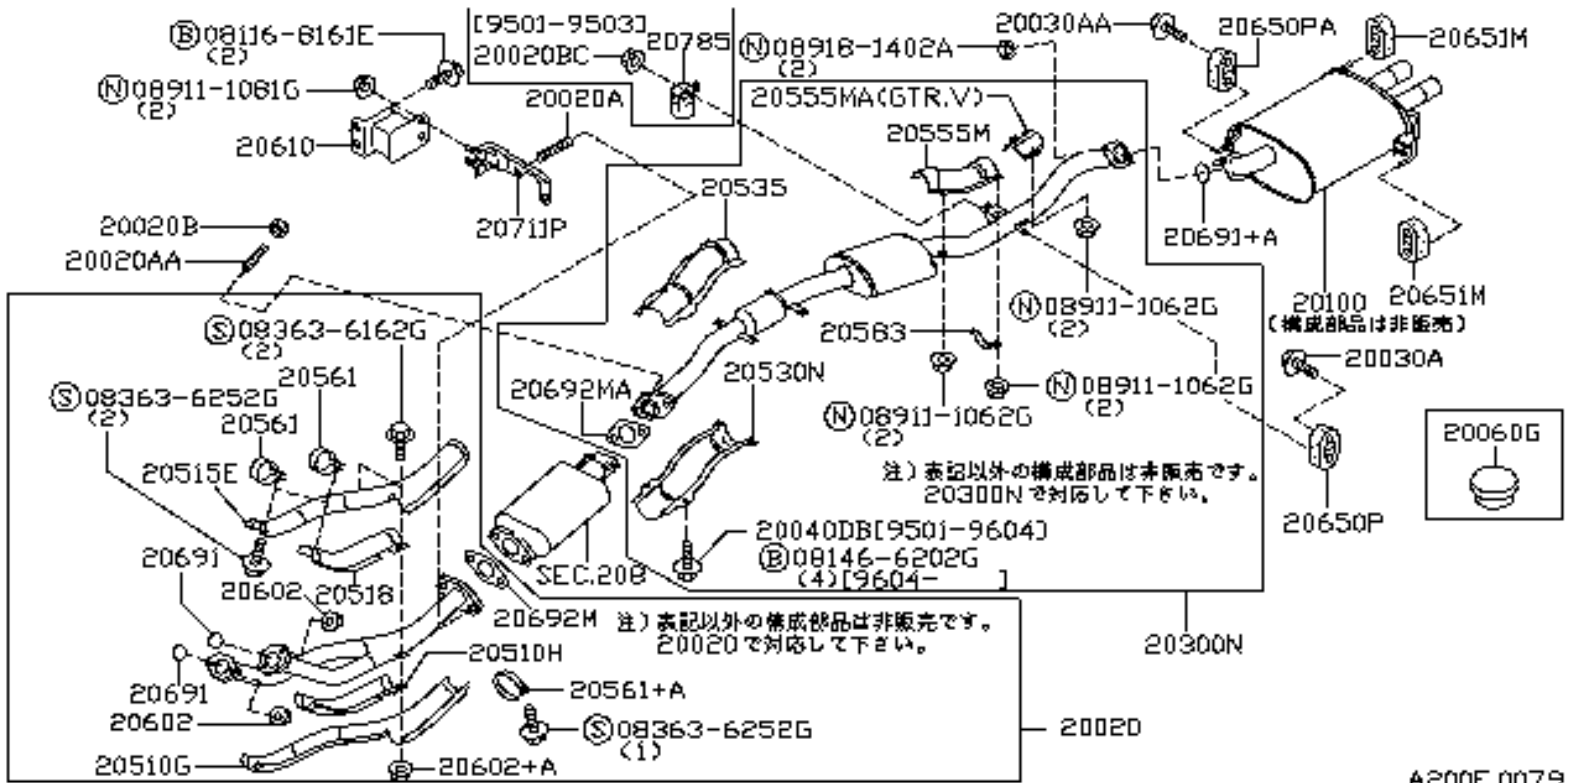 [9501-9503]
20785
20020BC
Ⓑ08116-8161E
(2)
Ⓝ08911-1081G
(2)
20610
20020A
20711P
Ⓝ08918-1402A
(2)
20030AA
20650PA
20651M
20555MA(GTR.V)
20555M
20535
20020B
20020AA
20691+A
20100
(構成部品は非販売)
20651M
20030A
Ⓝ08911-1062G
(2)
20583
Ⓝ08911-1062G
(2)
Ⓝ08911-1062G
(2)
Ⓢ08363-6162G
(2)
20561
Ⓢ08363-6252G
(2)
20561
20692MA
20530N
20515E
注)表記以外の構成部品は非販売です。
20300Nで対応して下さい。
20650P
20060G
20040DB[9501-9604]
Ⓑ08146-6202G
(4)[9604- ]
SEC.208
20691
20602
20518
20692M
注)表記以外の構成部品は非販売です。
20020で対応して下さい。
20300N
20510H
20691
20561+A
20602
Ⓢ08363-6252G
(1)
20020
20510G
20602+A
A200E 0079